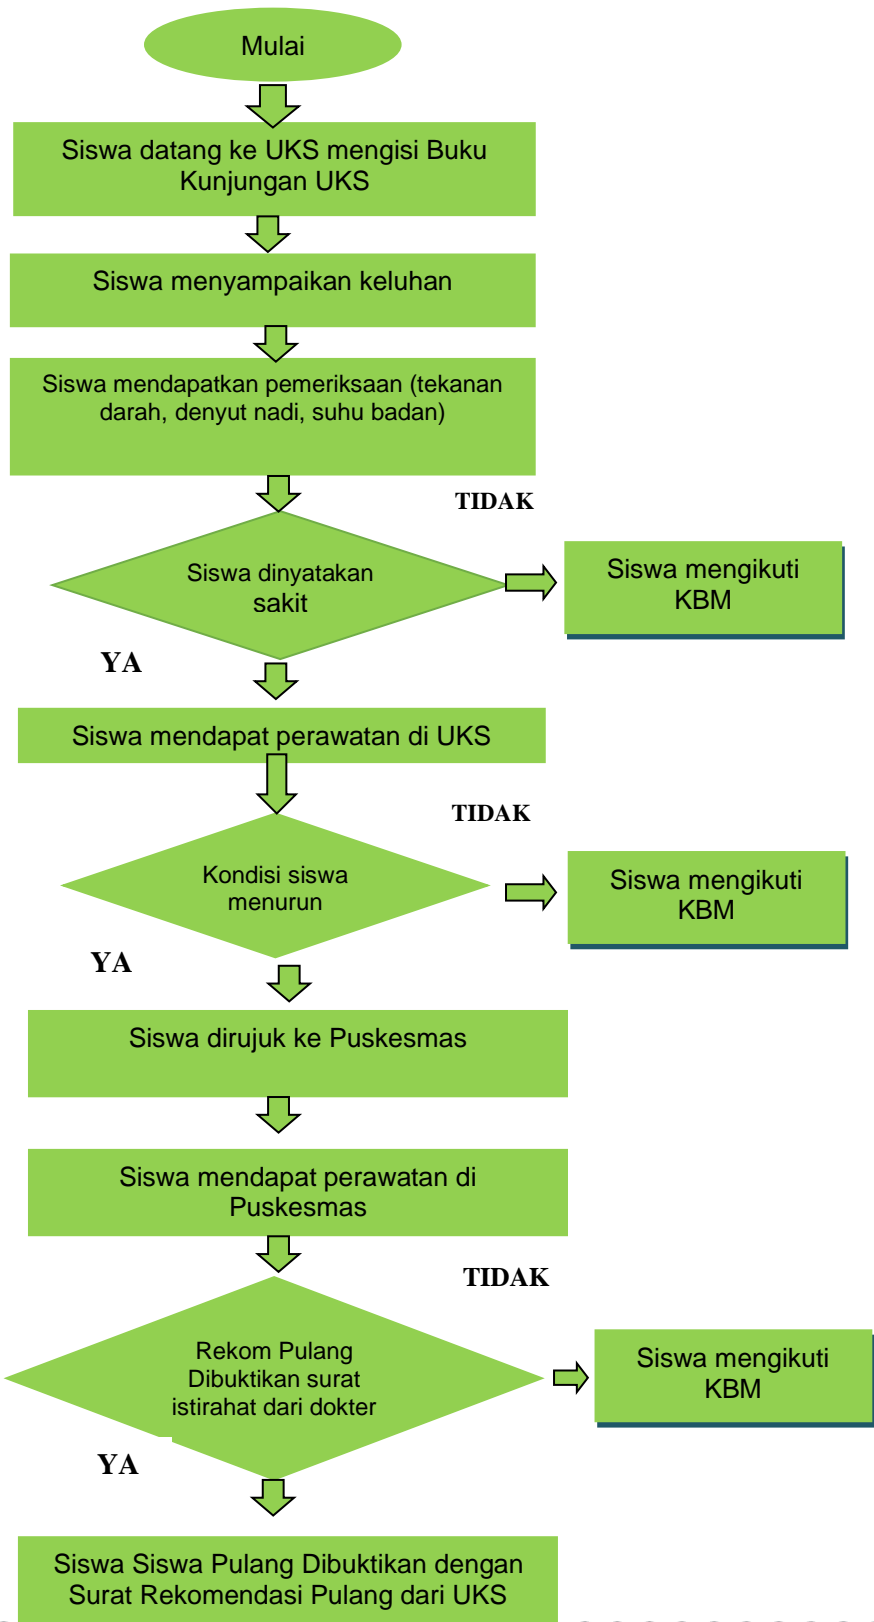 Mulai
Siswa datang ke UKS mengisi Buku
Kunjungan UKS
Siswa menyampaikan keluhan
Siswa mendapatkan pemeriksaan (tekanan
darah, denyut nadi, suhu badan)
TIDAK
Siswa dinyatakan
sakit
Siswa mengikuti
KBM
YA
Siswa mendapat perawatan di UKS
TIDAK
Kondisi siswa
menurun
Siswa mengikuti
KBM
YA
Siswa dirujuk ke Puskesmas
Siswa mendapat perawatan di
Puskesmas
TIDAK
Rekom Pulang
Dibuktikan surat
istirahat dari dokter
Siswa mengikuti
KBM
YA
Siswa Siswa Pulang Dibuktikan dengan
Surat Rekomendasi Pulang dari UKS